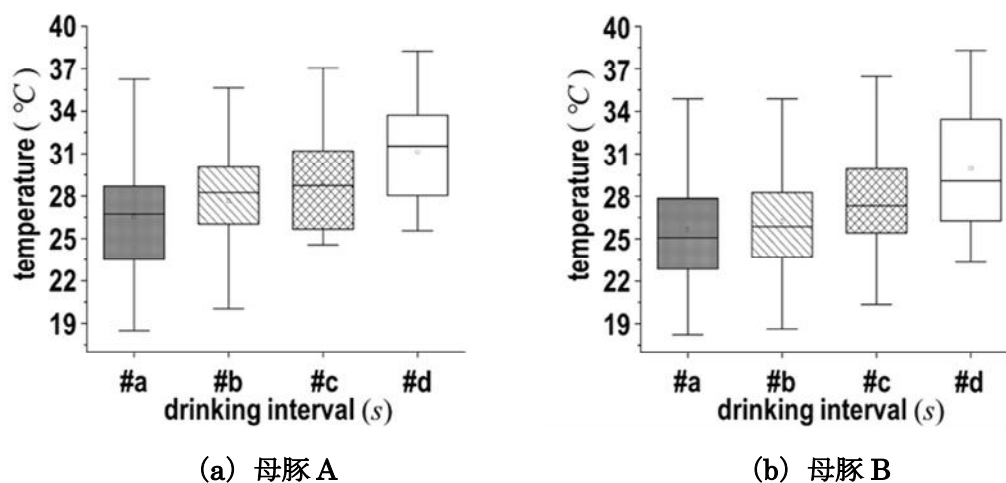 40
37
34
31
28
25
22
19
temperature ( °C )
#a #b #c #d
drinking interval (s)
(a) 母豚 A
40
37
34
31
28
25
22
19
temperature ( °C )
#a #b #c #d
drinking interval (s)
(b) 母豚 B